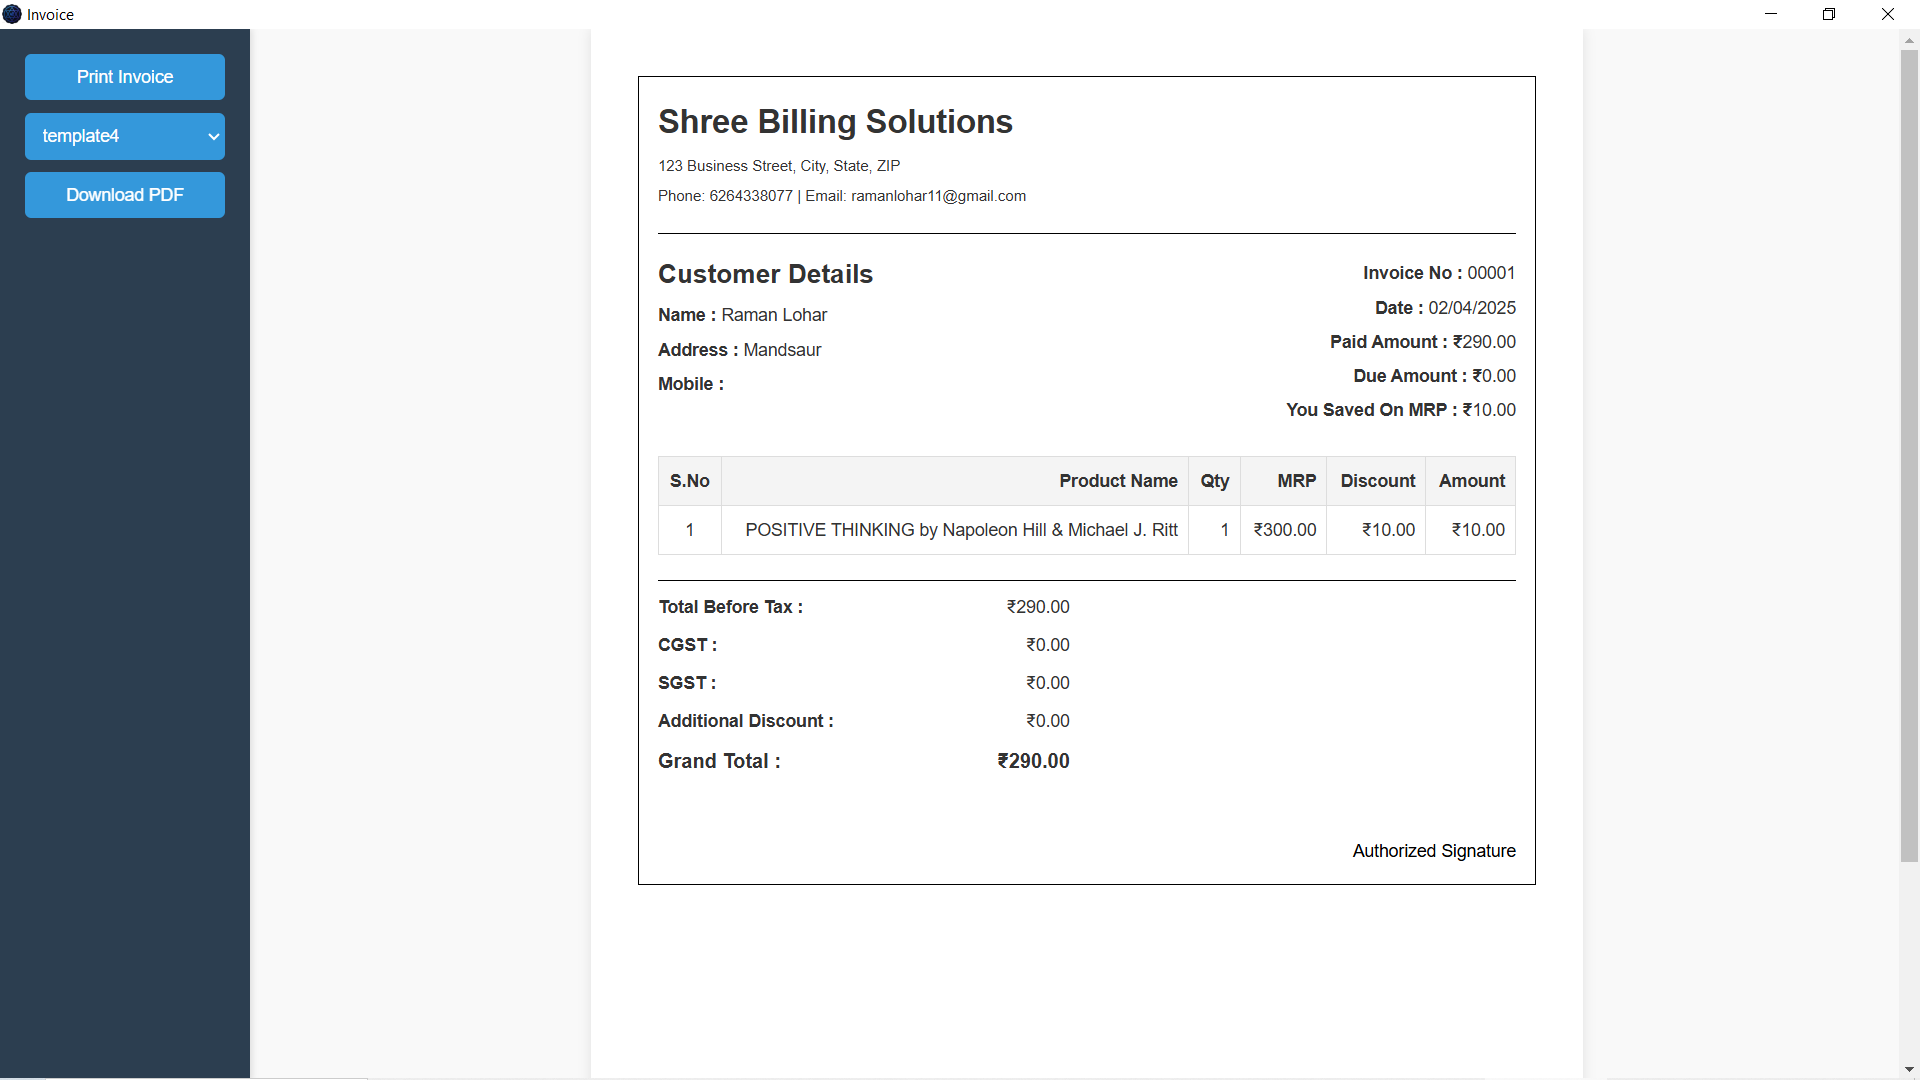 Invoice
Print Invoice
template4
Download PDF
Shree Billing Solutions
123 Business Street, City, State, ZIP
Phone: 6264338077 | Email: ramanlohar11@gmail.com
Customer Details
Name : Raman Lohar
Address : Mandsaur
Mobile :
Invoice No : 00001
Date : 02/04/2025
Paid Amount : ₹290.00
Due Amount : ₹0.00
You Saved On MRP : ₹10.00
S.No Product Name Qty MRP Discount Amount
1 POSITIVE THINKING by Napoleon Hill & Michael J. Ritt 1 ₹300.00 ₹10.00 ₹10.00
Total Before Tax : ₹290.00
CGST : ₹0.00
SGST : ₹0.00
Additional Discount : ₹0.00
Grand Total : ₹290.00
Authorized Signature